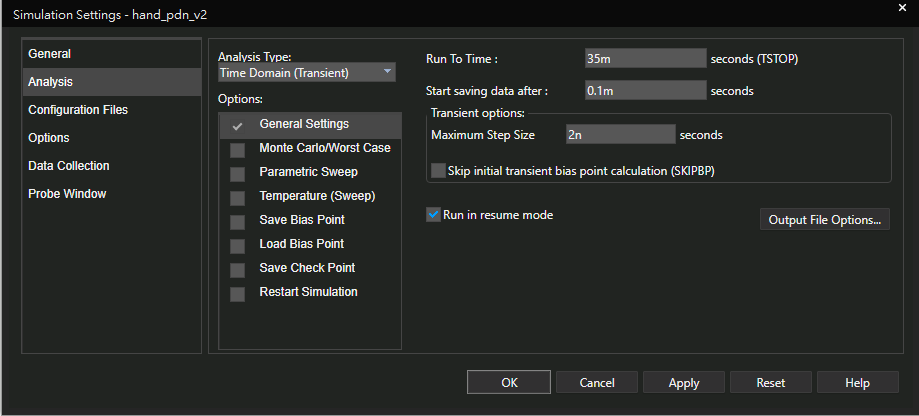 Simulation Settings - hand_pdn_v2
General
Analysis
Configuration Files
Options
Data Collection
Probe Window
Analysis Type:
Time Domain (Transient)
Options:
General Settings
Monte Carlo/Worst Case
Parametric Sweep
Temperature (Sweep)
Save Bias Point
Load Bias Point
Save Check Point
Restart Simulation
Run To Time : 35m seconds (TSTOP)
Start saving data after : 0.1m seconds
Transient options:
Maximum Step Size 2n seconds
Skip initial transient bias point calculation (SKIPBP)
Run in resume mode
Output File Options...
OK Cancel Apply Reset Help